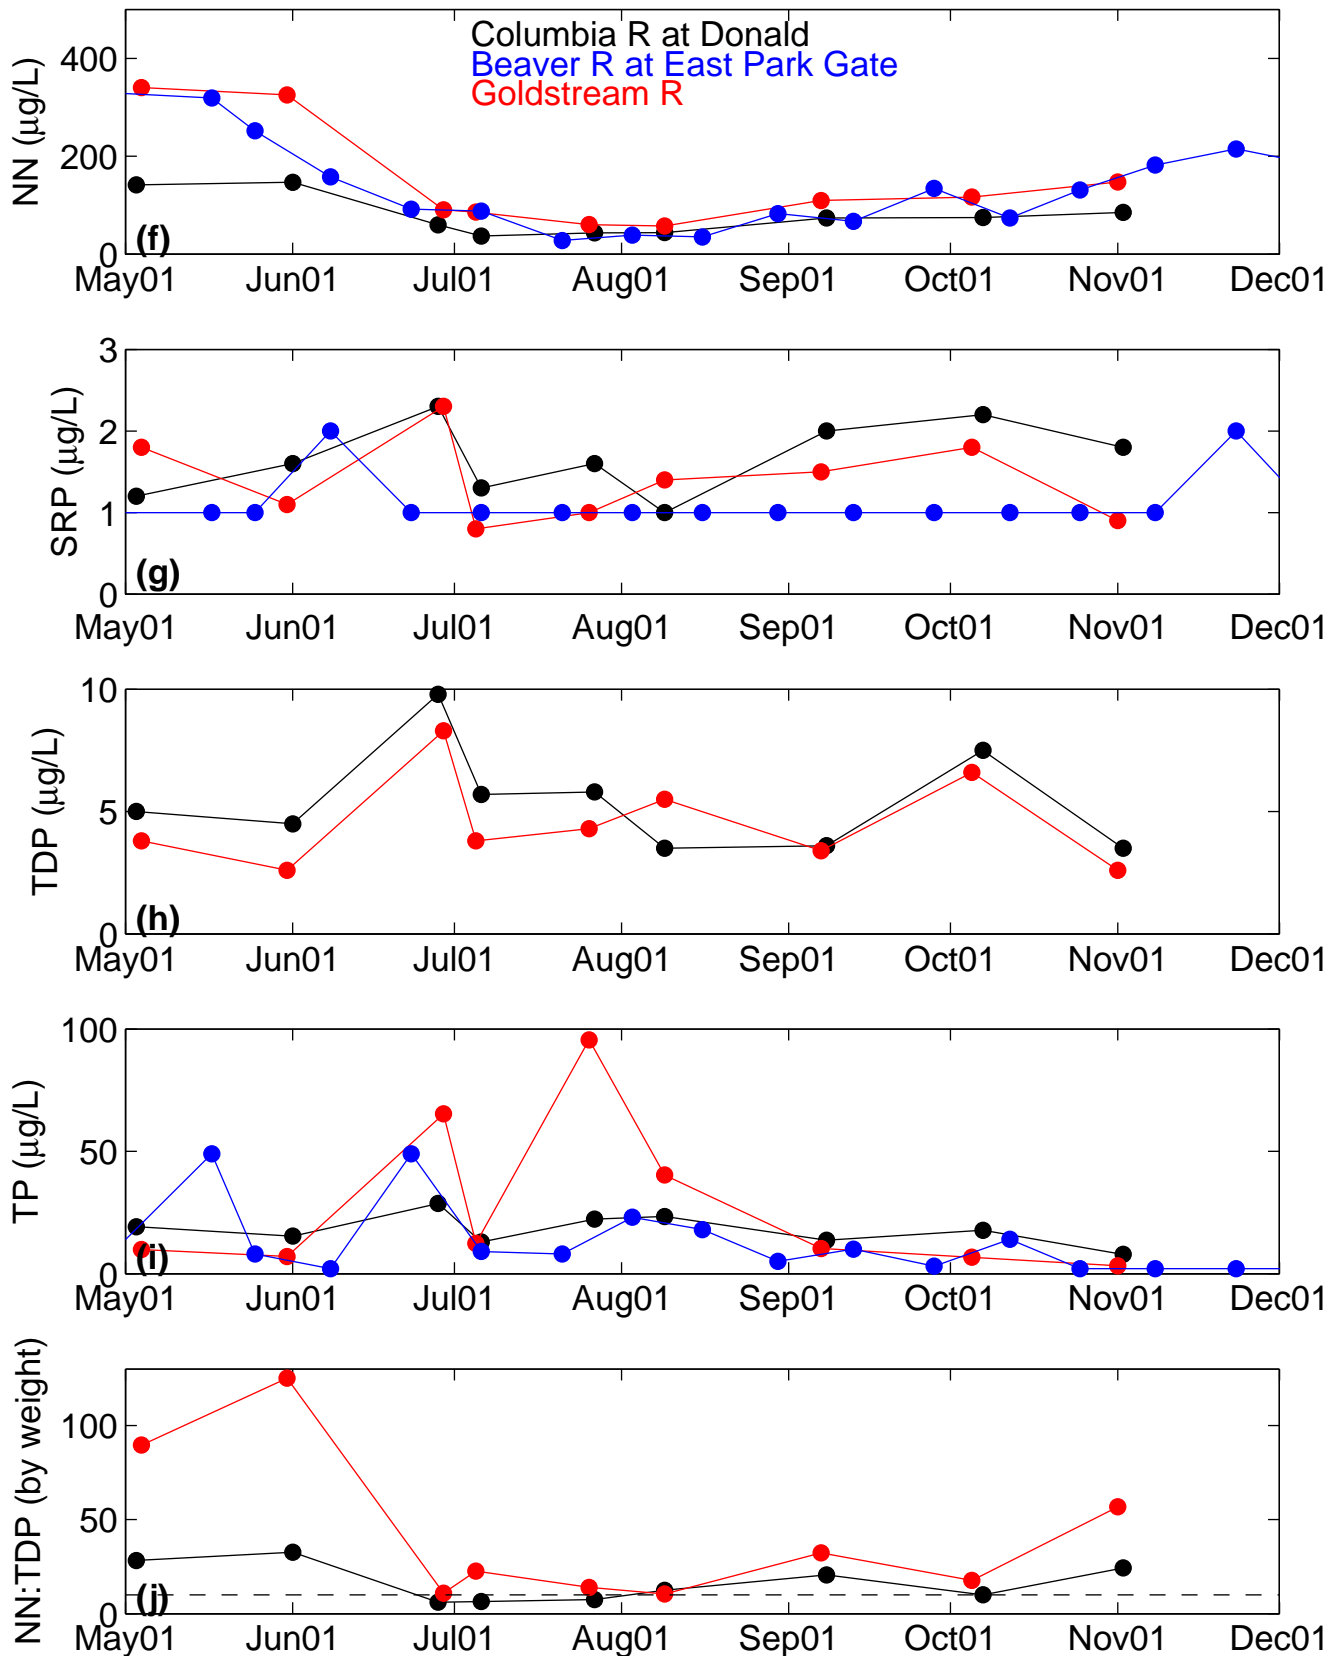 NN (μg/L)
400
200
0
Columbia R at Donald
Beaver R at East Park Gate
Goldstream R
(f)
May01 Jun01 Jul01 Aug01 Sep01 Oct01 Nov01 Dec01
SRP (μg/L)
3
2
1
0
(g)
May01 Jun01 Jul01 Aug01 Sep01 Oct01 Nov01 Dec01
TDP (μg/L)
10
5
0
(h)
May01 Jun01 Jul01 Aug01 Sep01 Oct01 Nov01 Dec01
TP (μg/L)
100
50
0
(i)
May01 Jun01 Jul01 Aug01 Sep01 Oct01 Nov01 Dec01
NN:TDP (by weight)
100
50
0
(j)
May01 Jun01 Jul01 Aug01 Sep01 Oct01 Nov01 Dec01